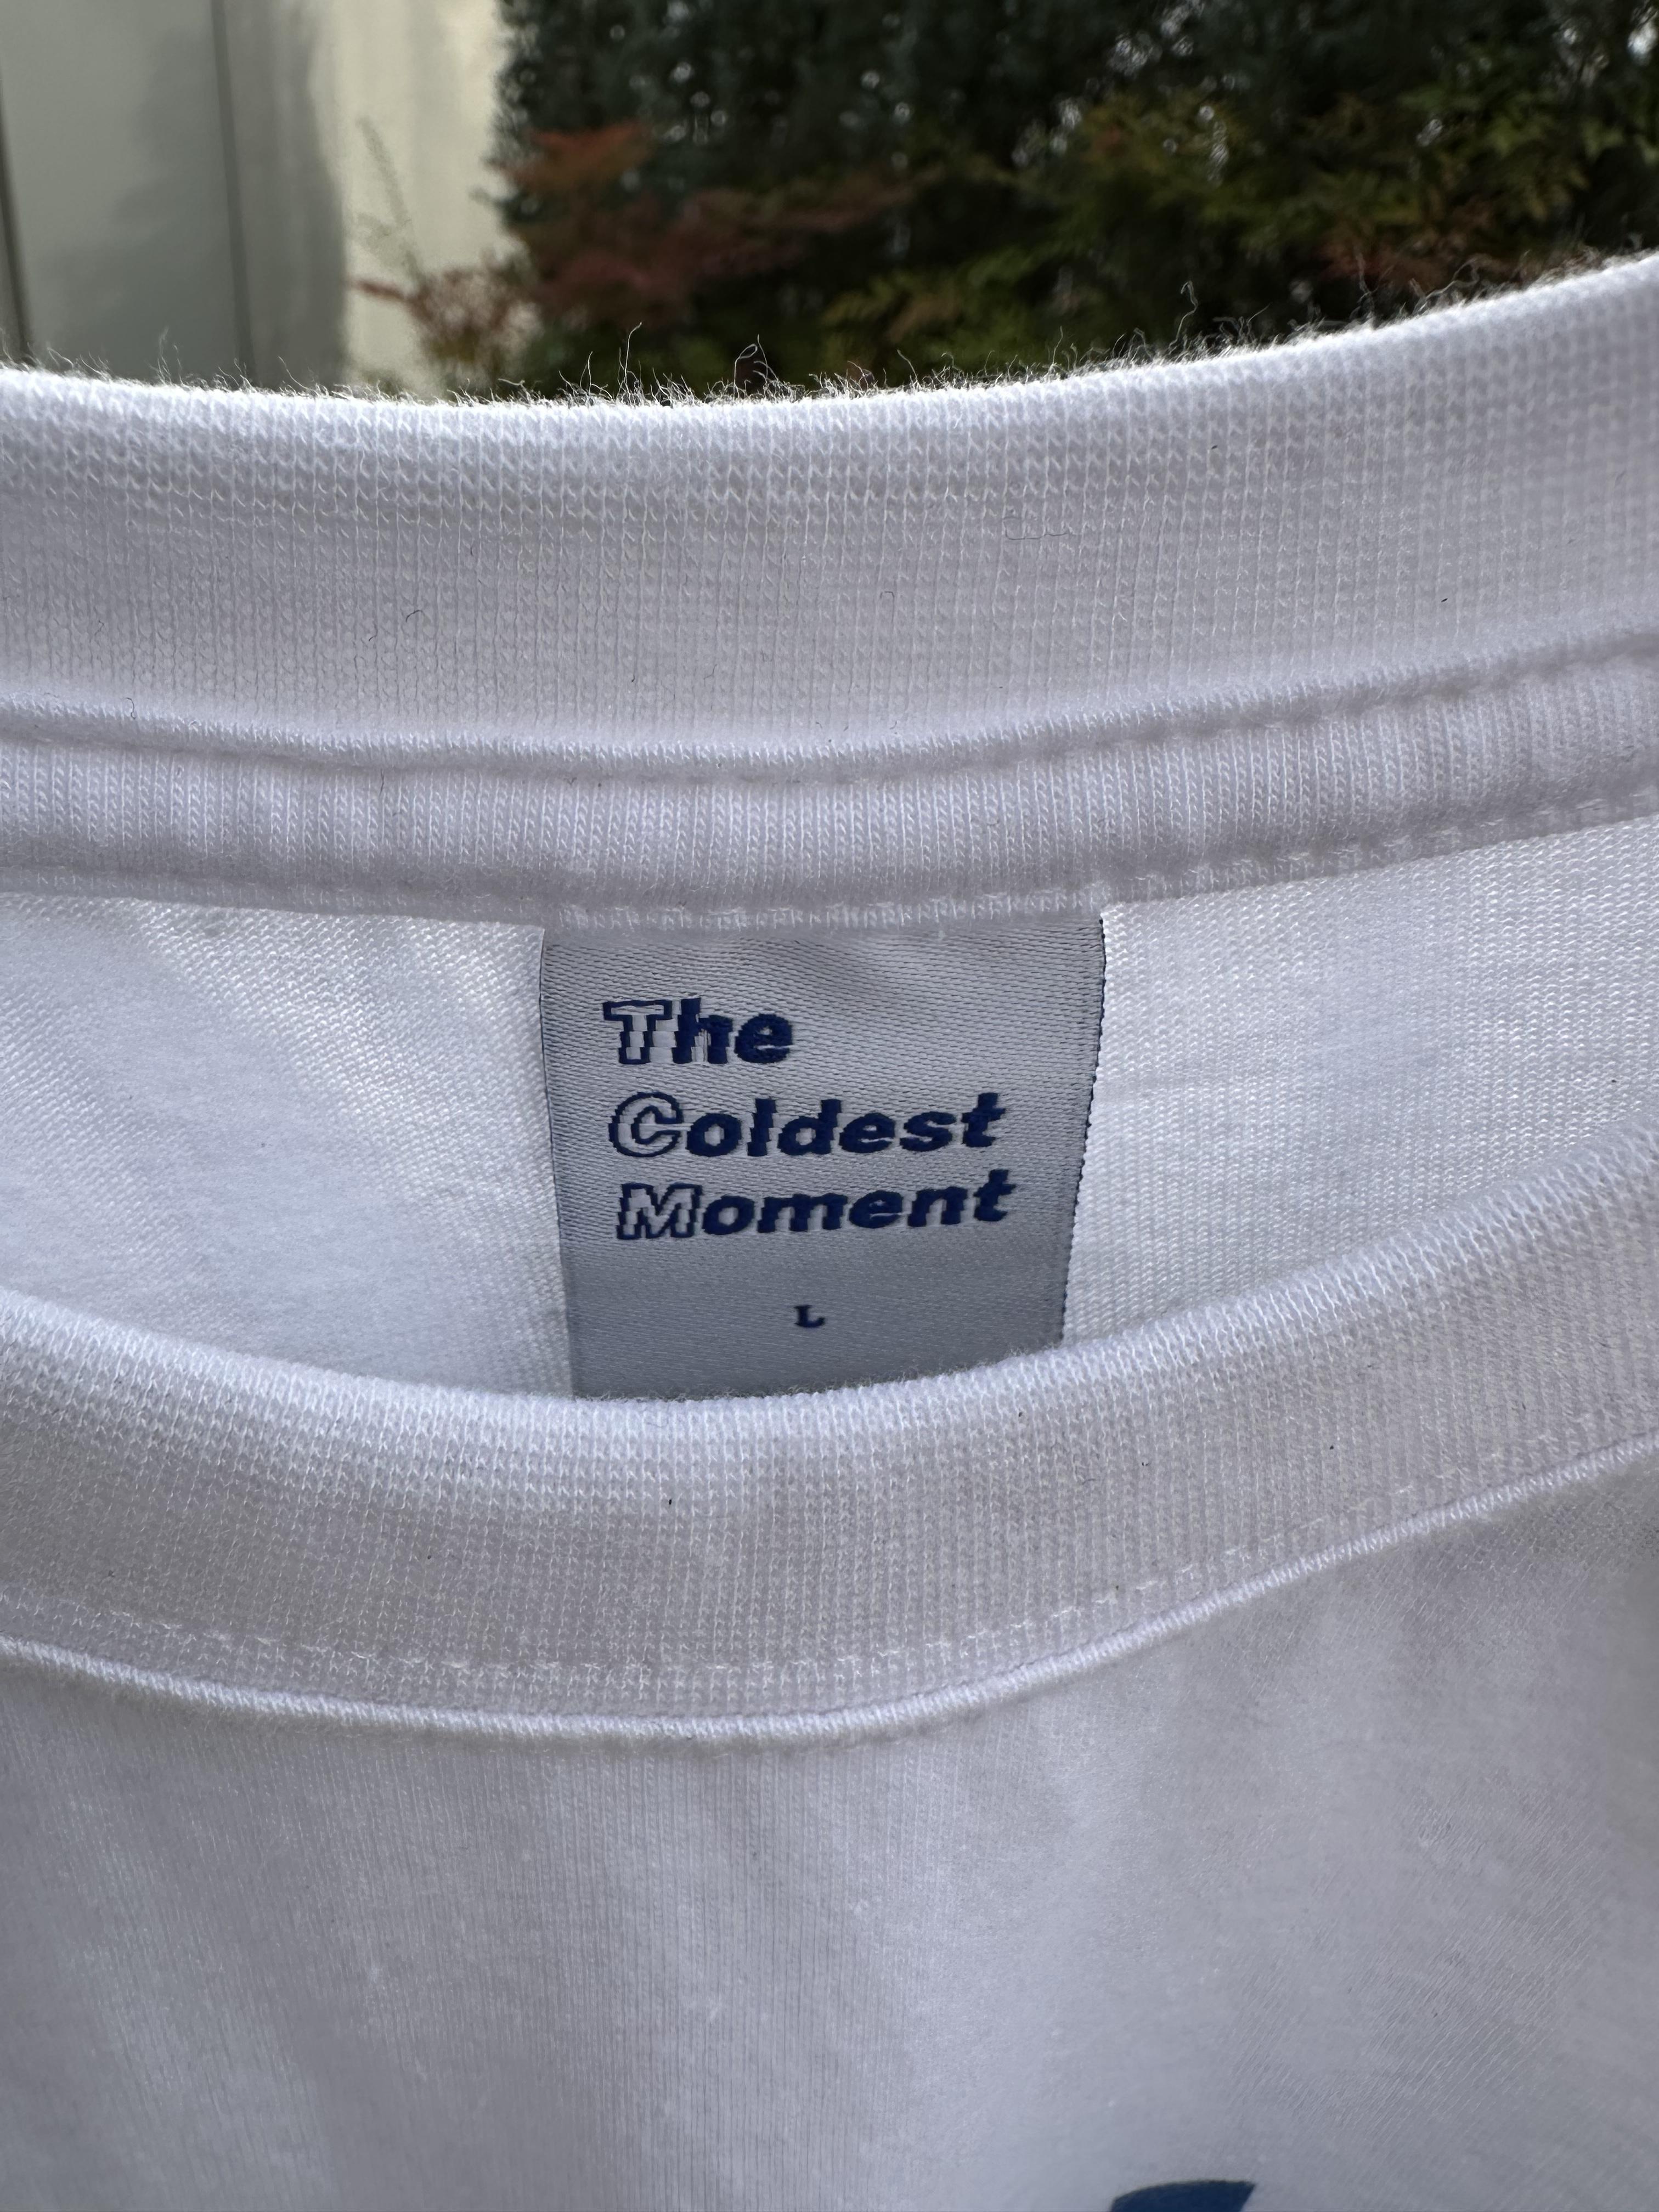 The
Coldest
Moment
L